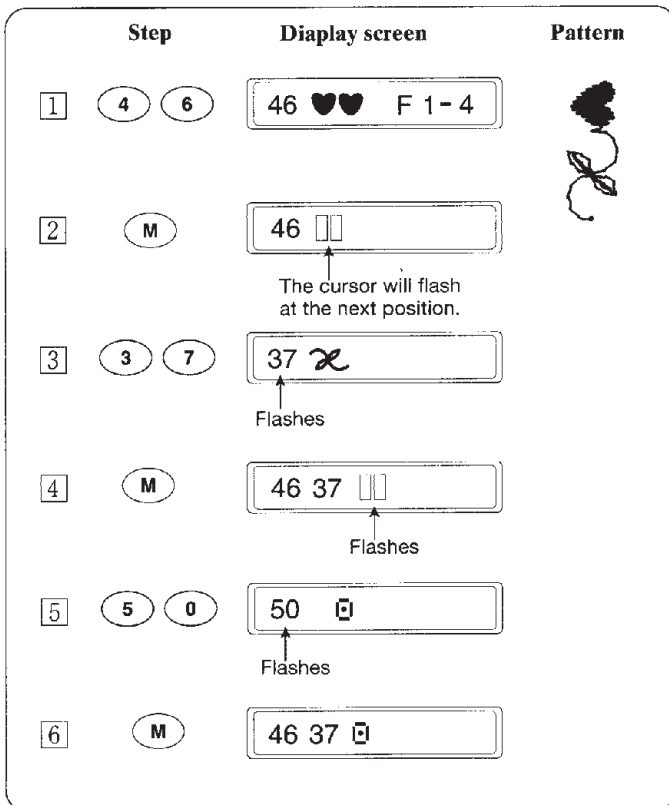 Step Diaplay screen Pattern
1 4 6 46 F 1-4
2 M 46
The cursor will flash
at the next position.
3 3 7 37
Flashes
4 M 46 37
Flashes
5 5 0 50
Flashes
6 M 46 37